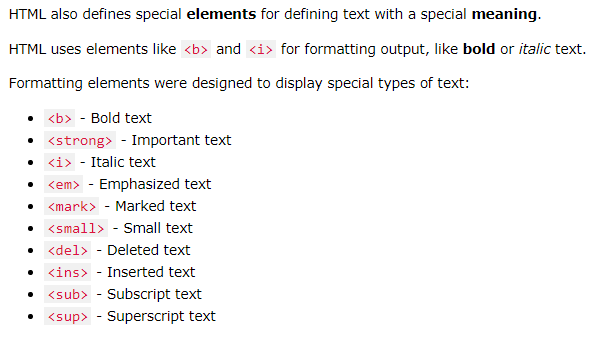 HTML also defines special elements for defining text with a special meaning.
HTML uses elements like <b> and <i> for formatting output, like bold or italic text.
Formatting elements were designed to display special types of text:
• <b> - Bold text
• <strong> - Important text
• <i> - Italic text
• <em> - Emphasized text
• <mark> - Marked text
• <small> - Small text
• <del> - Deleted text
• <ins> - Inserted text
• <sub> - Subscript text
• <sup> - Superscript text